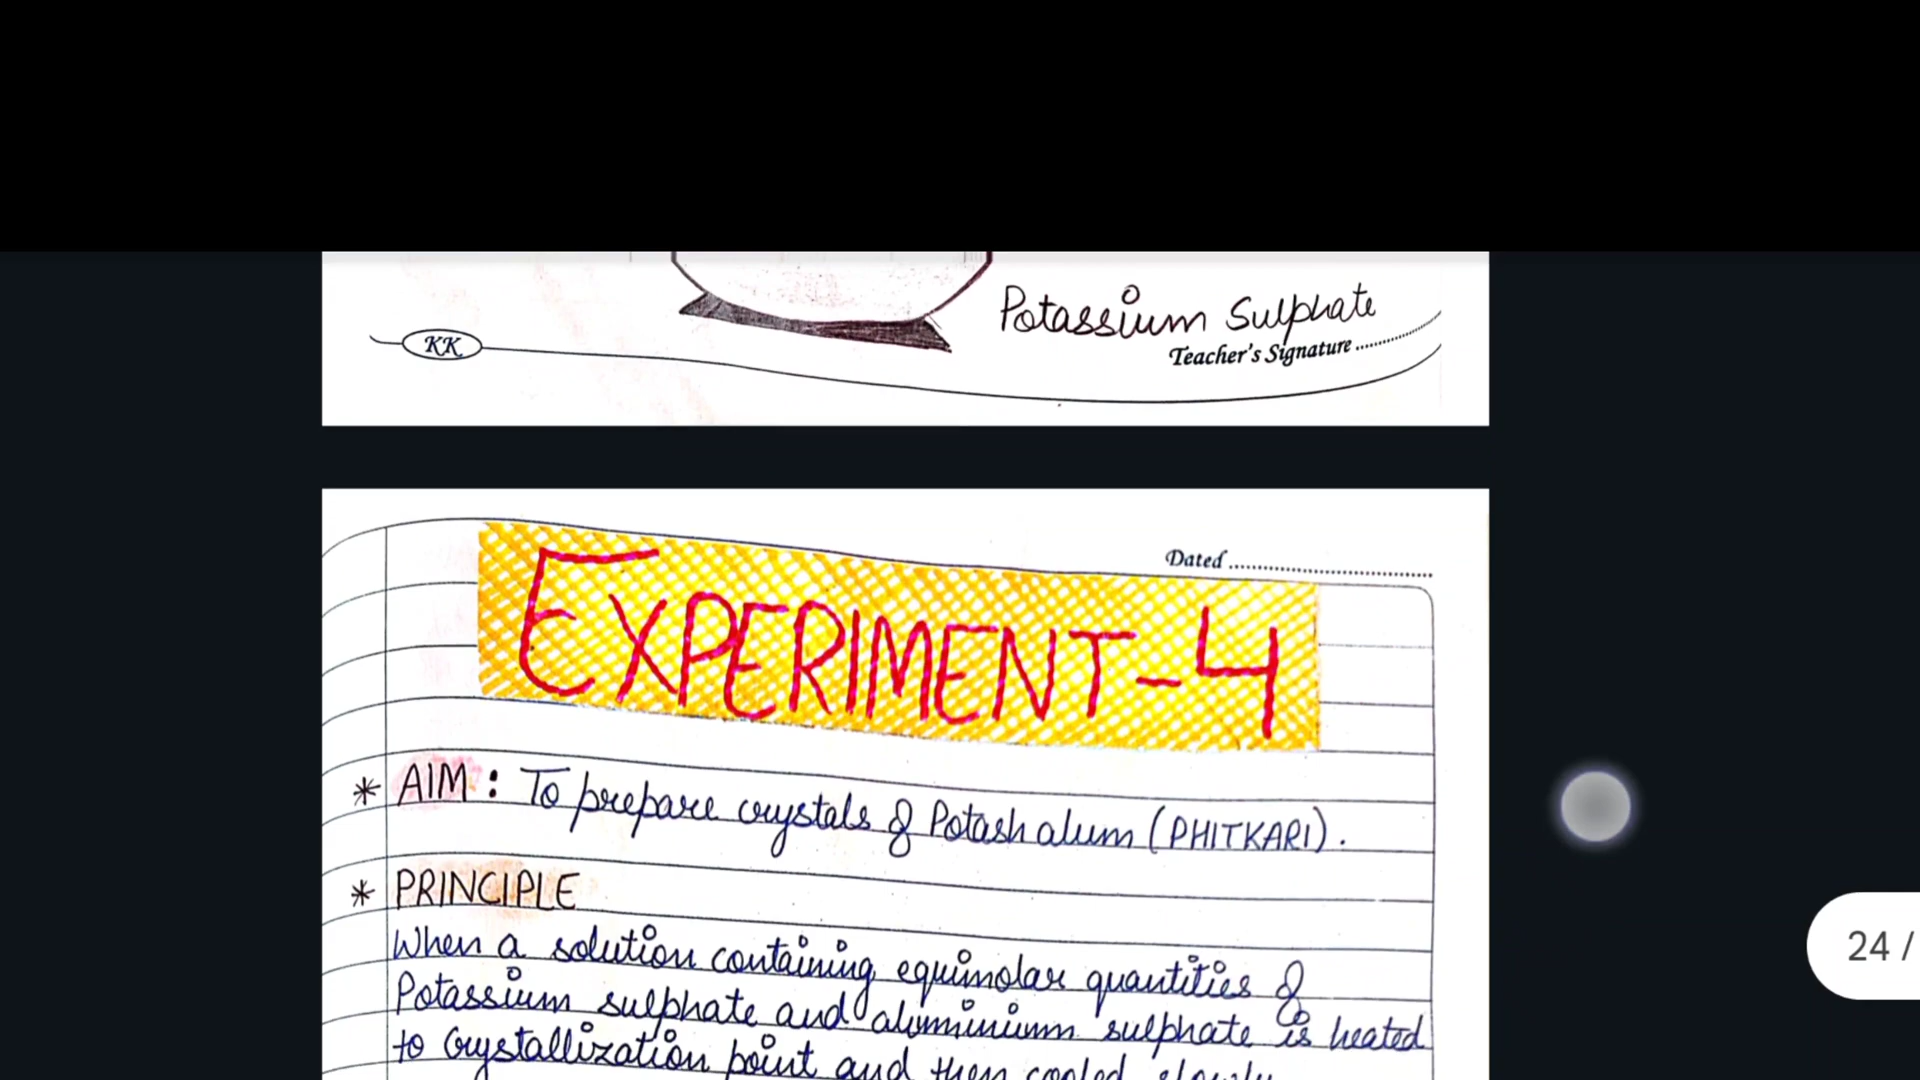 Potassium Sulphate
KK
Teacher's Signature
Dated
EXPERIMENT-4
* AIM : To prepare crystals of Potash alum (PHITKARI).
* PRINCIPLE
When a solution containing equimolar quantities of
Potassium sulphate and aluminium sulphate is heated
to Crystallization point and then cooled slowly
24 /